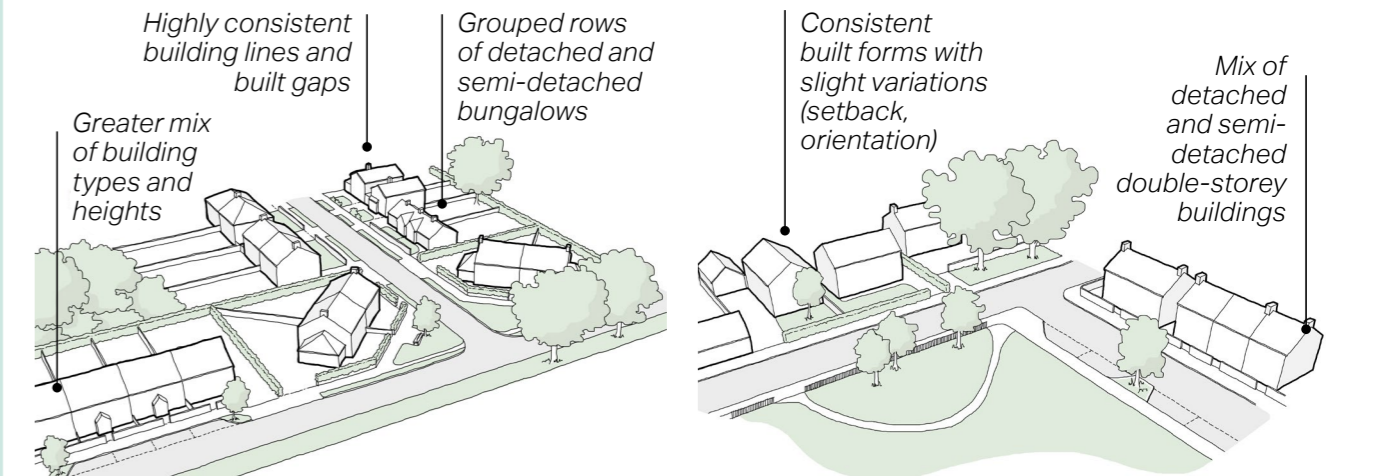 Highly consistent
building lines and
built gaps
Grouped rows
of detached and
semi-detached
bungalows
Greater mix
of building
types and
heights
Consistent
built forms with
slight variations
(setback,
orientation)
Mix of
detached
and semi-
detached
double-storey
buildings